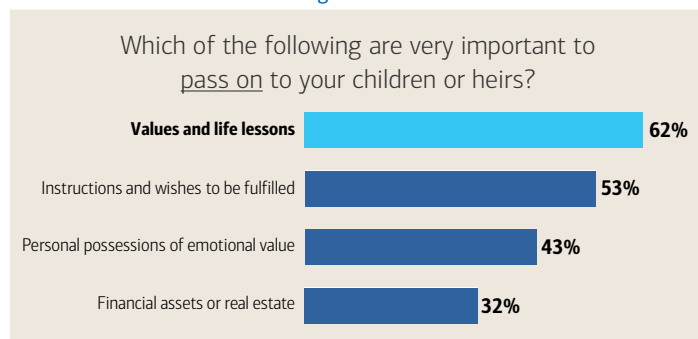 Which of the following are very important to
pass on to your children or heirs?
Values and life lessons 62%
Instructions and wishes to be fulfilled 53%
Personal possessions of emotional value 43%
Financial assets or real estate 32%